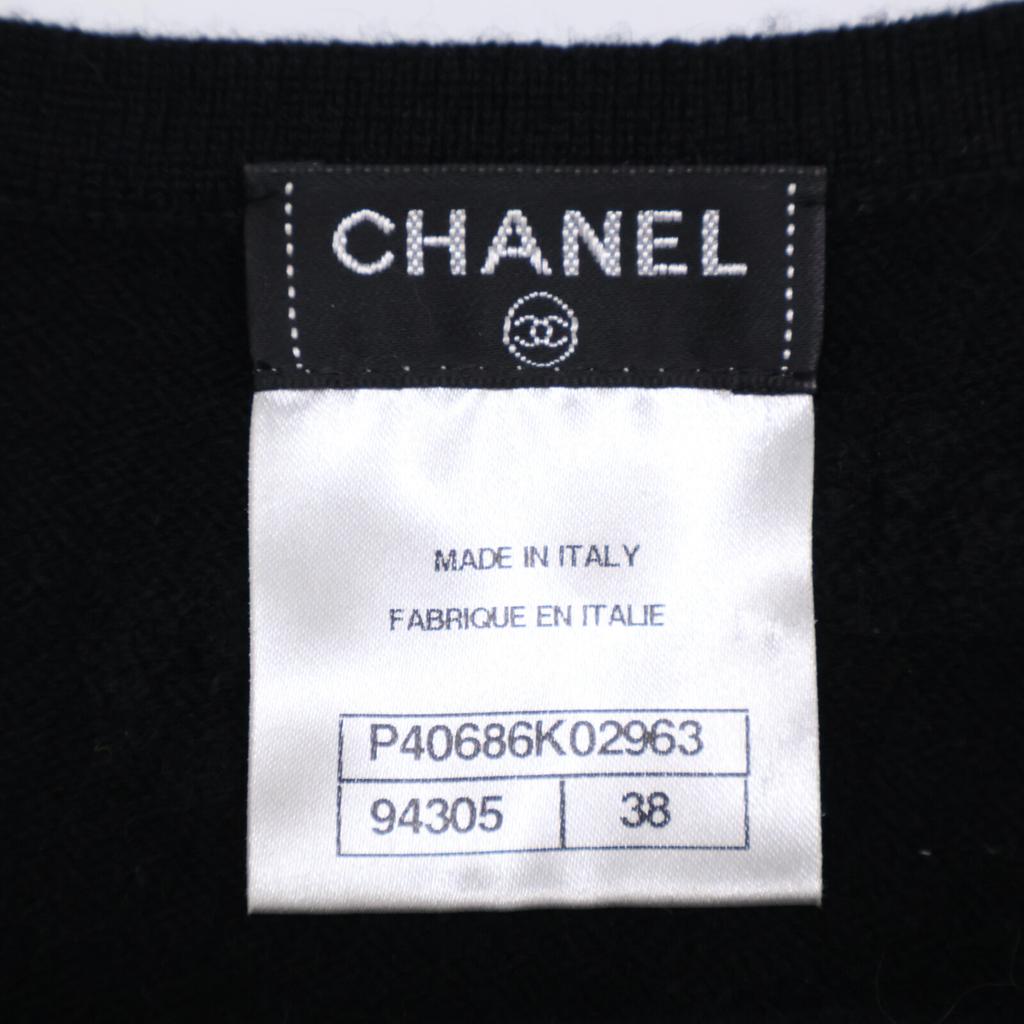 CHANEL
MADE IN ITALY
FABRIQUE EN ITALIE
P40686K02963
94305 38